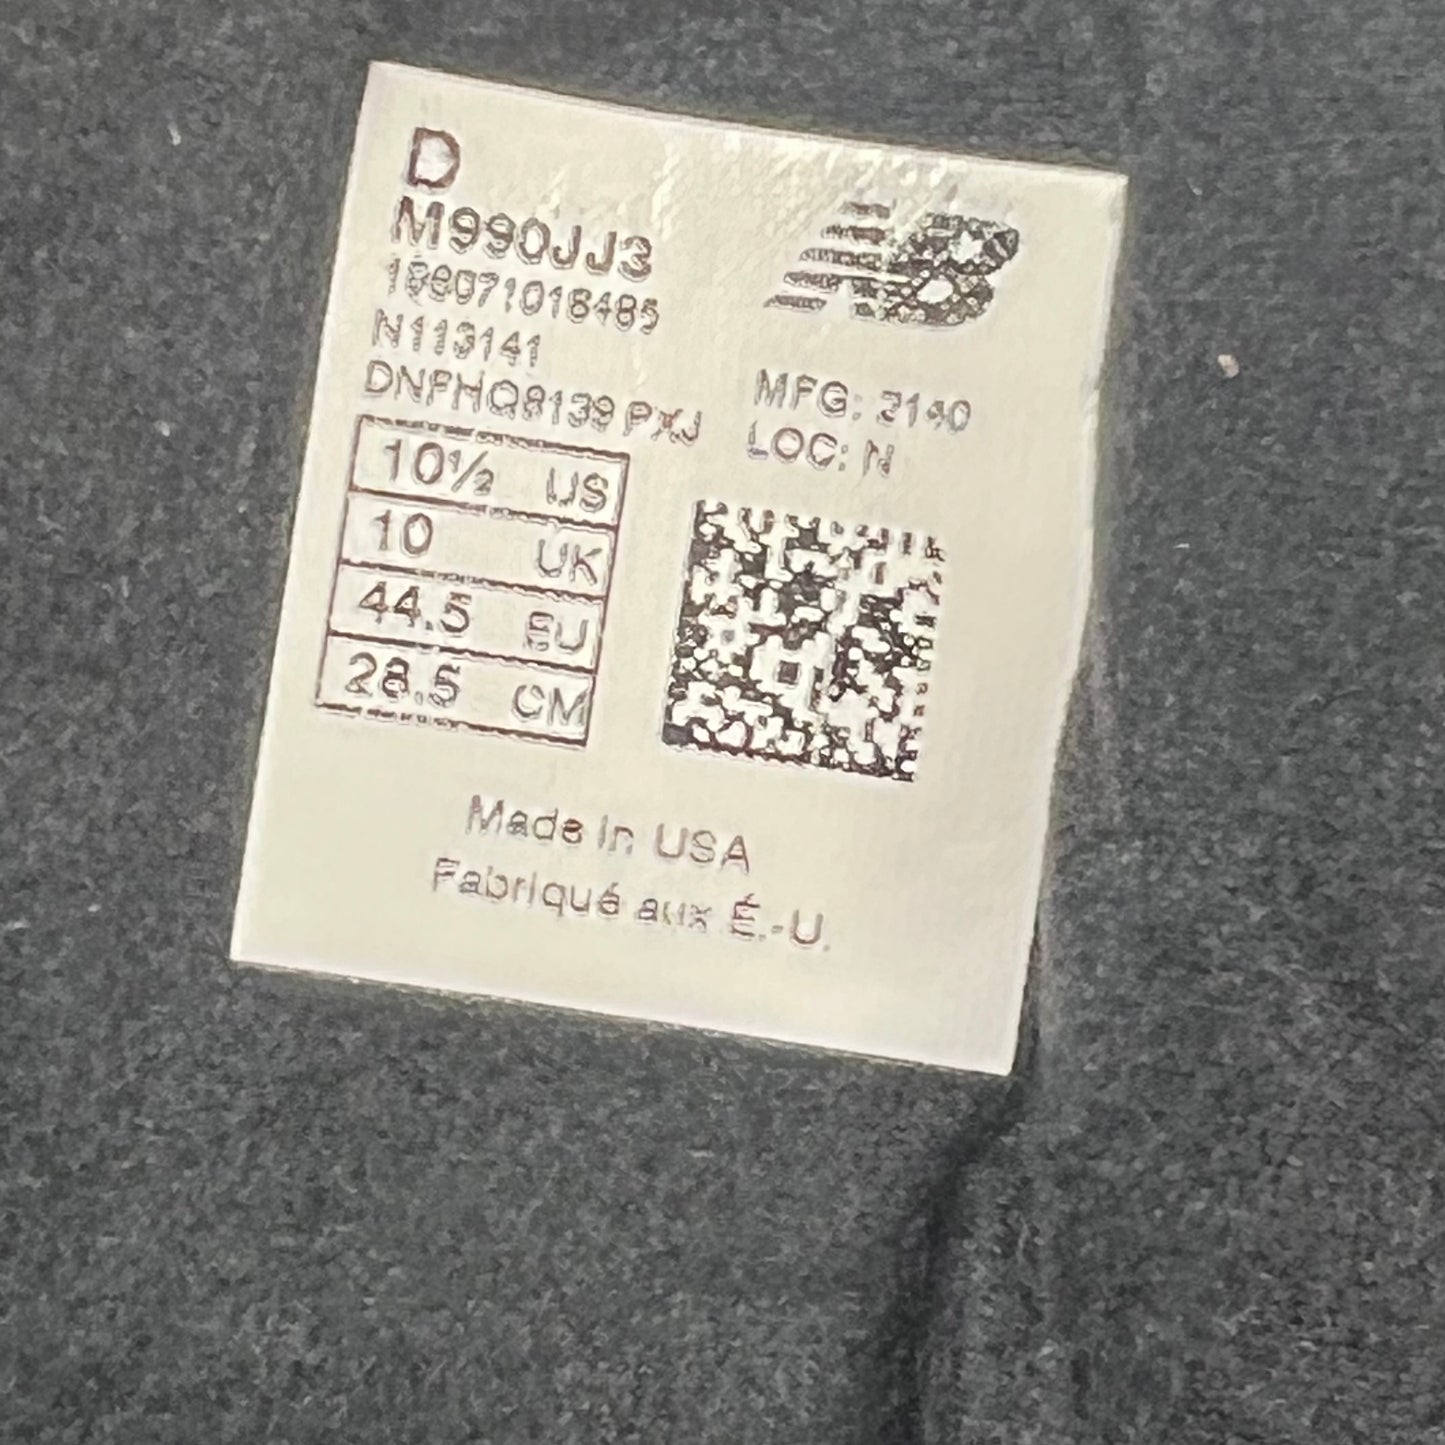 D
M990JJ3
N113141
DNFHQ8139 PXJ
10½ US
10 UK
44.5 EU
28.5 CM
NB
MFG: 2140
LOC: N
Made in USA
Fabriqué aux É.-U.